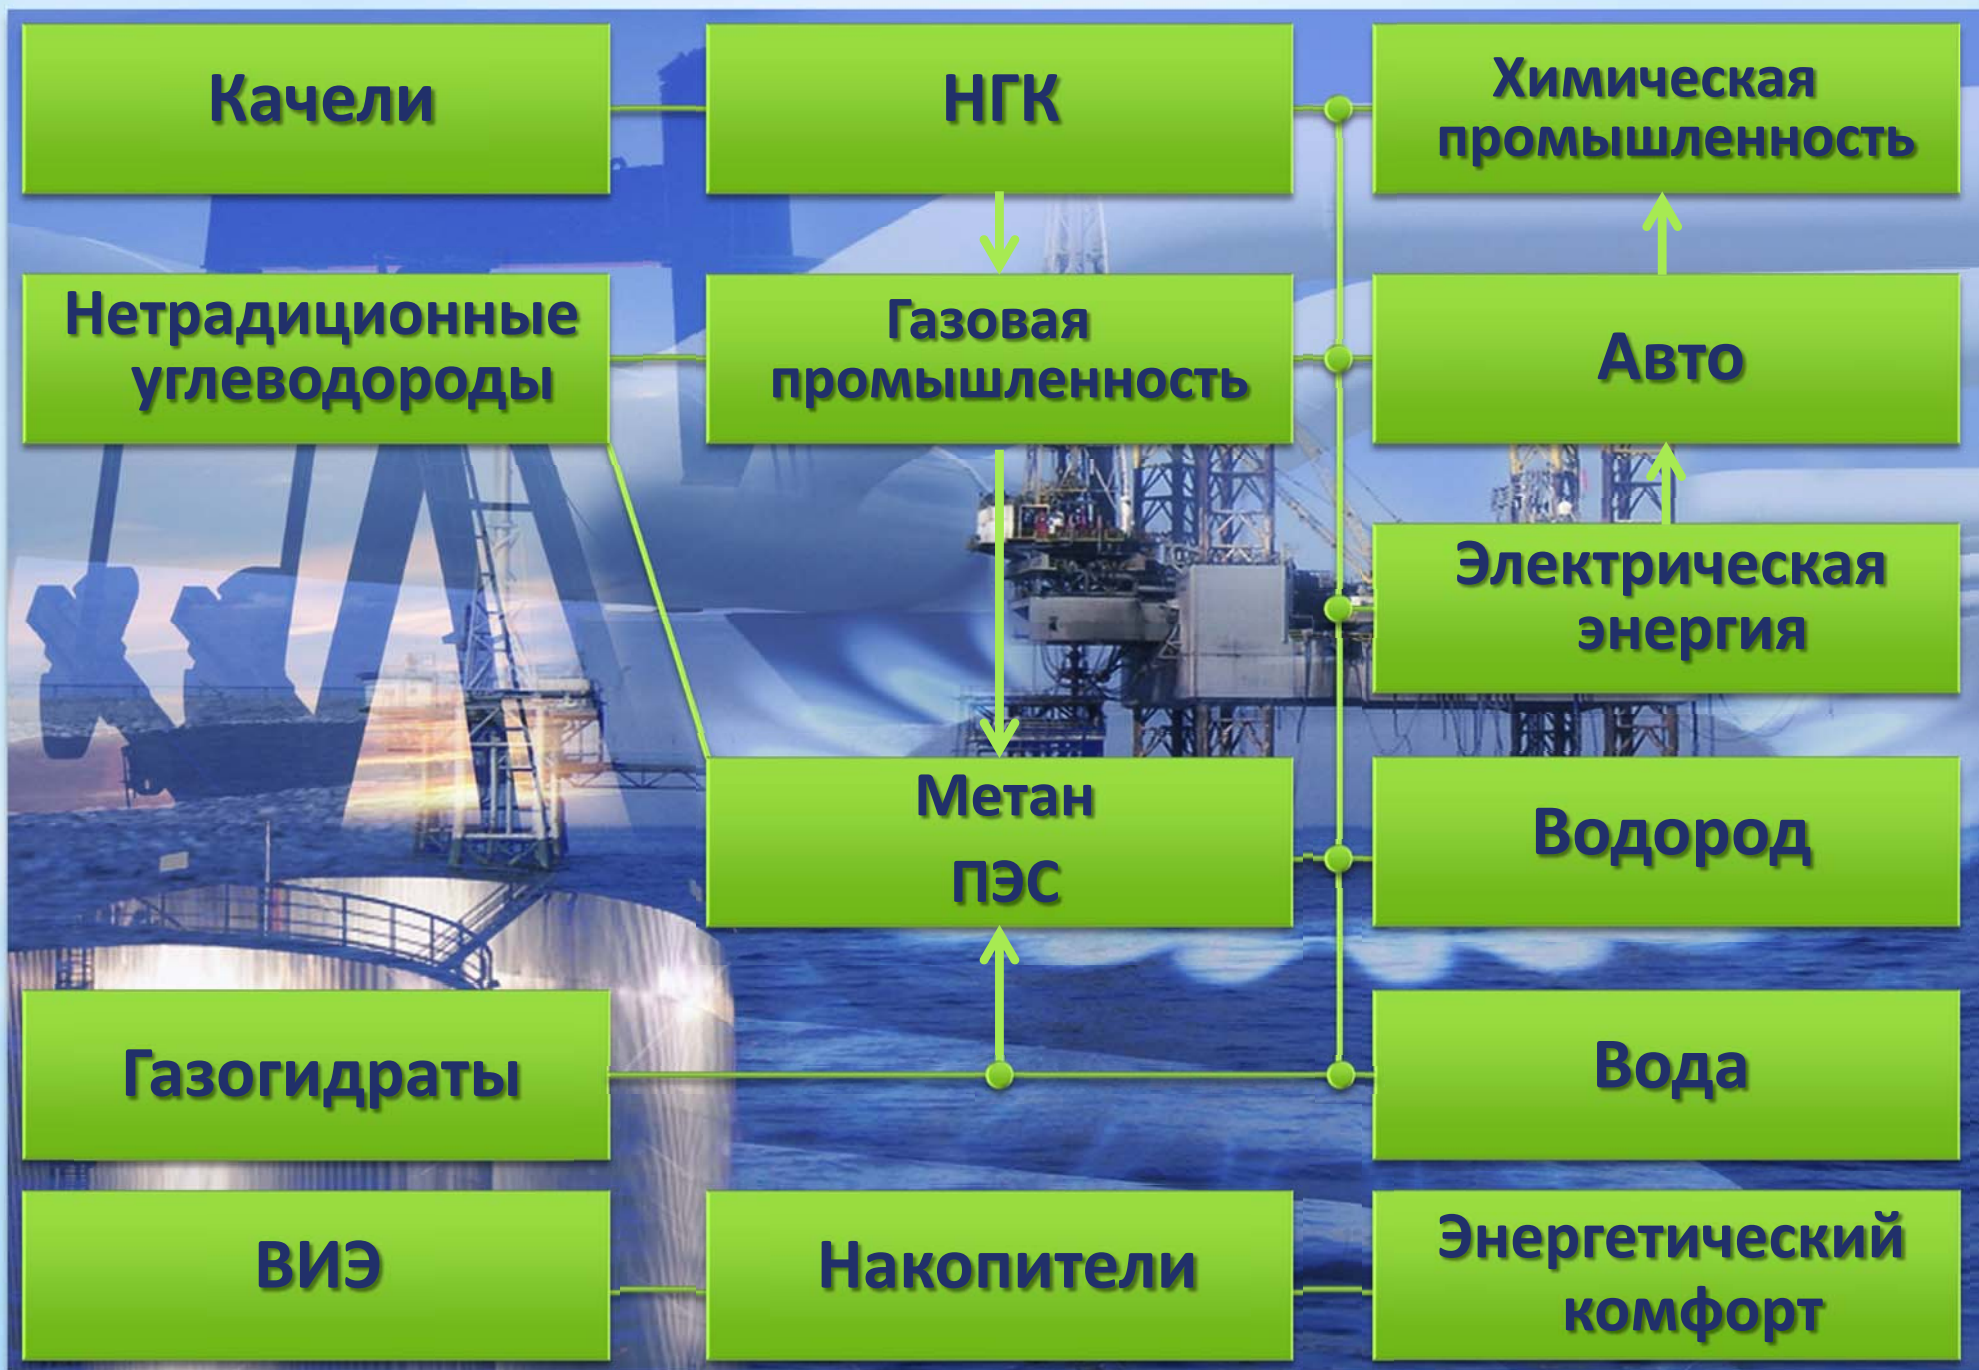 Качели
НГК
Химическая
промышленность
Нетрадиционные
углеводороды
Газовая
промышленность
Авто
Электрическая
энергия
Метан
ПЭС
Водород
Газогидраты
Вода
ВИЭ
Накопители
Энергетический
комфорт